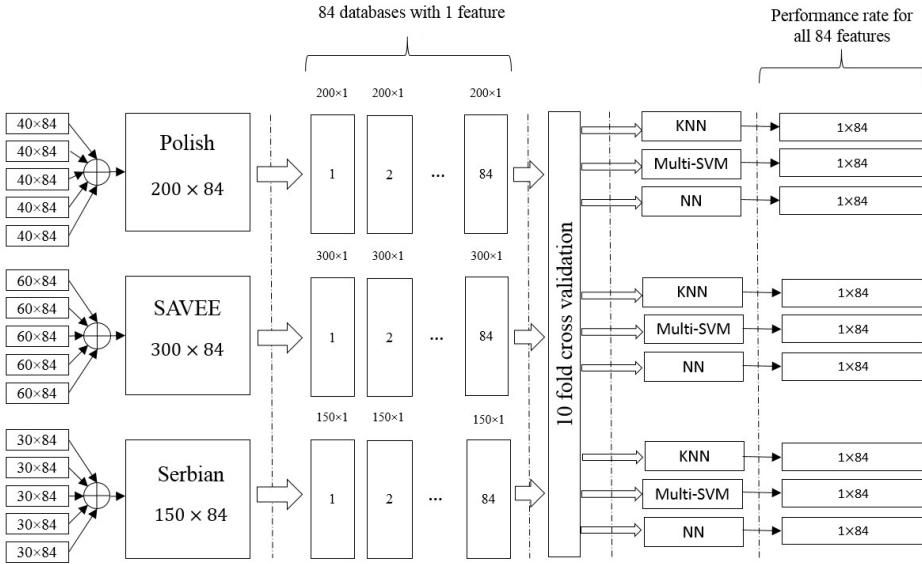 84 databases with 1 feature
Performance rate for
all 84 features
200×1 200×1 200×1
40×84
40×84
40×84
40×84
40×84
Polish
200 × 84
1 2 ... 84
KNN 1×84
Multi-SVM 1×84
NN 1×84
300×1 300×1 300×1
60×84
60×84
60×84
60×84
60×84
SAVEE
300 × 84
1 2 ... 84
10 fold cross validation
KNN 1×84
Multi-SVM 1×84
NN 1×84
150×1 150×1 150×1
30×84
30×84
30×84
30×84
30×84
Serbian
150 × 84
1 2 ... 84
KNN 1×84
Multi-SVM 1×84
NN 1×84